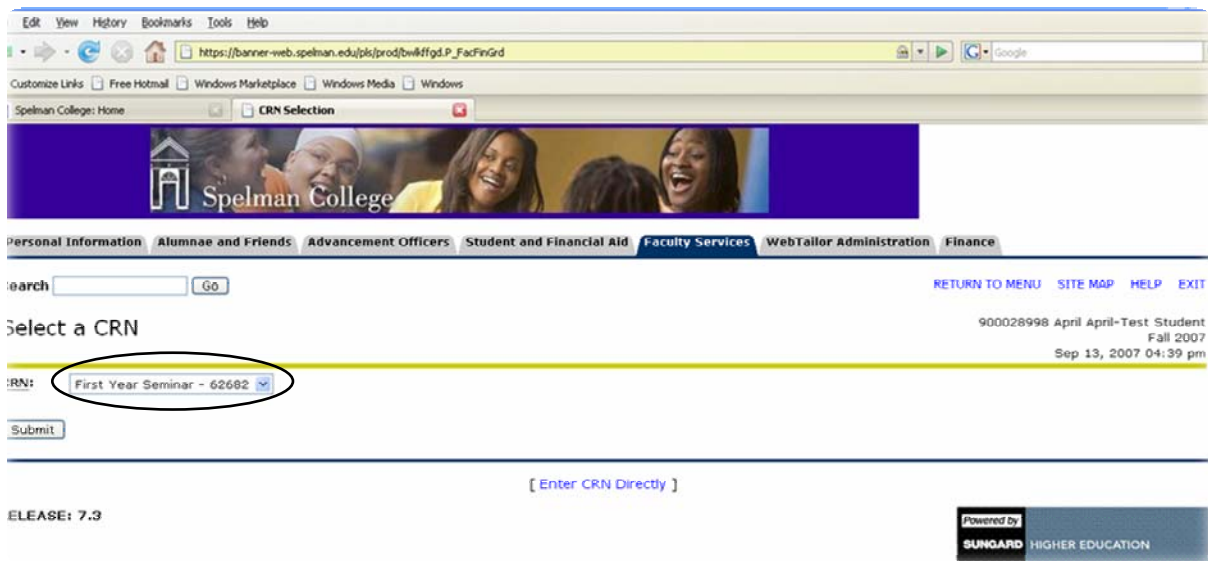 Edit View History Bookmarks Tools Help
https://banner-web.spelman.edu/pls/prod/bwlkffgd.P_FacFinGrd G Google
Customize Links Free Hotmail Windows Marketplace Windows Media Windows
Spelman College: Home CRN Selection
Spelman College
Personal Information Alumnae and Friends Advancement Officers Student and Financial Aid Faculty Services WebTailor Administration Finance
earch Go RETURN TO MENU SITE MAP HELP EXIT
Select a CRN
900028998 April April-Test Student
Fall 2007
Sep 13, 2007 04:39 pm
CRN: First Year Seminar - 62682
Submit
[ Enter CRN Directly ]
ELEASE: 7.3
Powered by
SUNGARD HIGHER EDUCATION